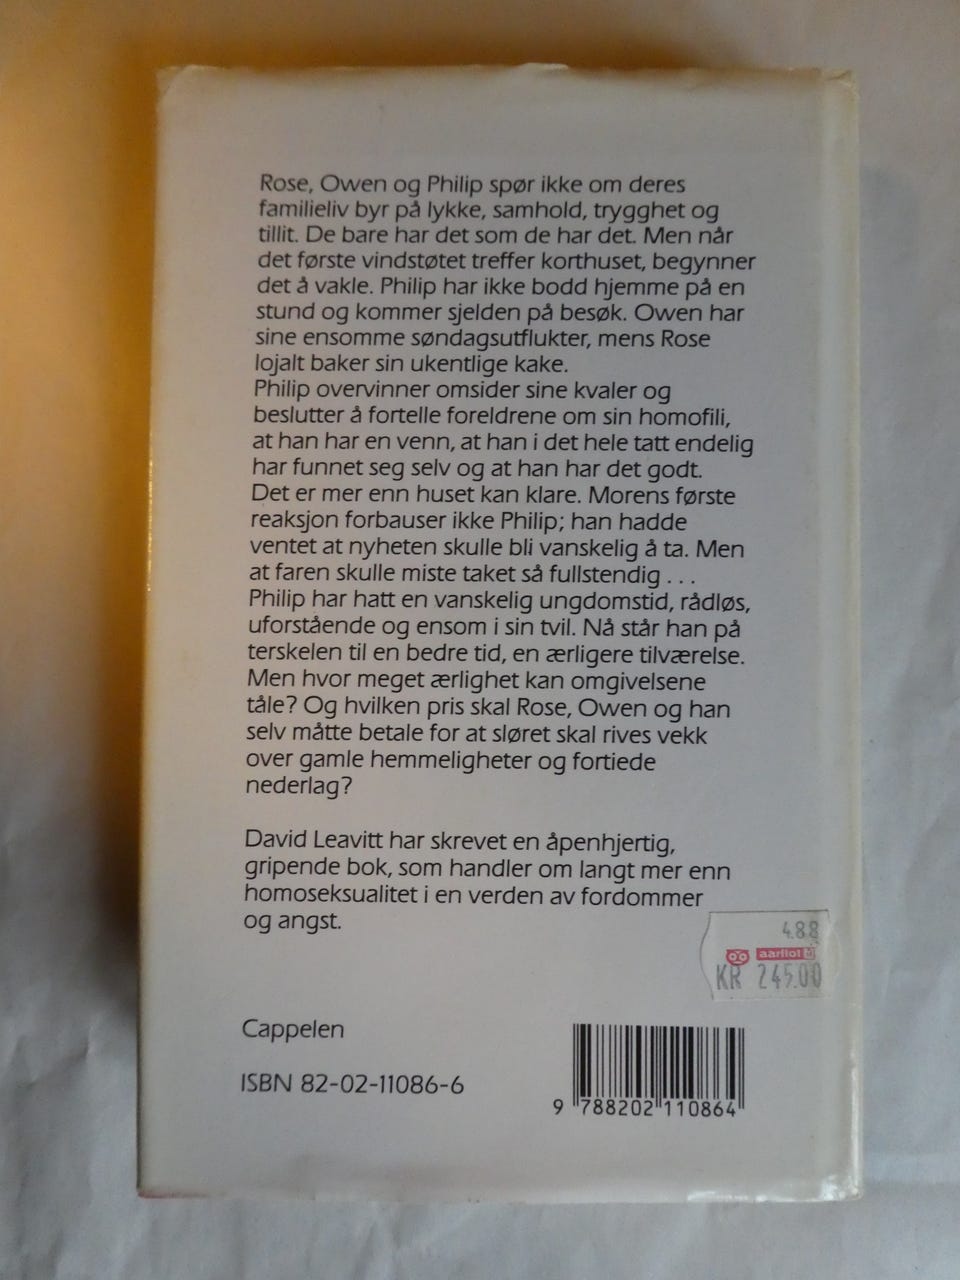 Rose, Owen og Philip spør ikke om deres
familieliv byr på lykke, samhold, trygghet og
tillit. De bare har det som de har det. Men når
det første vindstøtet treffer korthuset, begynner
det å vakle. Philip har ikke bodd hjemme på en
stund og kommer sjelden på besøk. Owen har
sine ensomme søndagsutflukter, mens Rose
lojalt baker sin ukentlige kake.
Philip overvinner omsider sine kvaler og
beslutter å fortelle foreldrene om sin homofili,
at han har en venn, at han i det hele tatt endelig
har funnet seg selv og at han har det godt.
Det er mer enn huset kan klare. Morens første
reaksjon forbauser ikke Philip; han hadde
ventet at nyheten skulle bli vanskelig å ta. Men
at faren skulle miste taket så fullstendig . . .
Philip har hatt en vanskelig ungdomstid, rådløs,
uforstående og ensom i sin tvil. Nå står han på
terskelen til en bedre tid, en ærligere tilværelse.
Men hvor meget ærlighet kan omgivelsene
tåle? Og hvilken pris skal Rose, Owen og han
selv måtte betale for at sløret skal rives vekk
over gamle hemmeligheter og fortiede
nederlag?
David Leavitt har skrevet en åpenhjertig,
gripende bok, som handler om langt mer enn
homoseksualitet i en verden av fordommer
og angst.
4.88
aarflot
KR 245.00
Cappelen
ISBN 82-02-11086-6
9 788202 110864